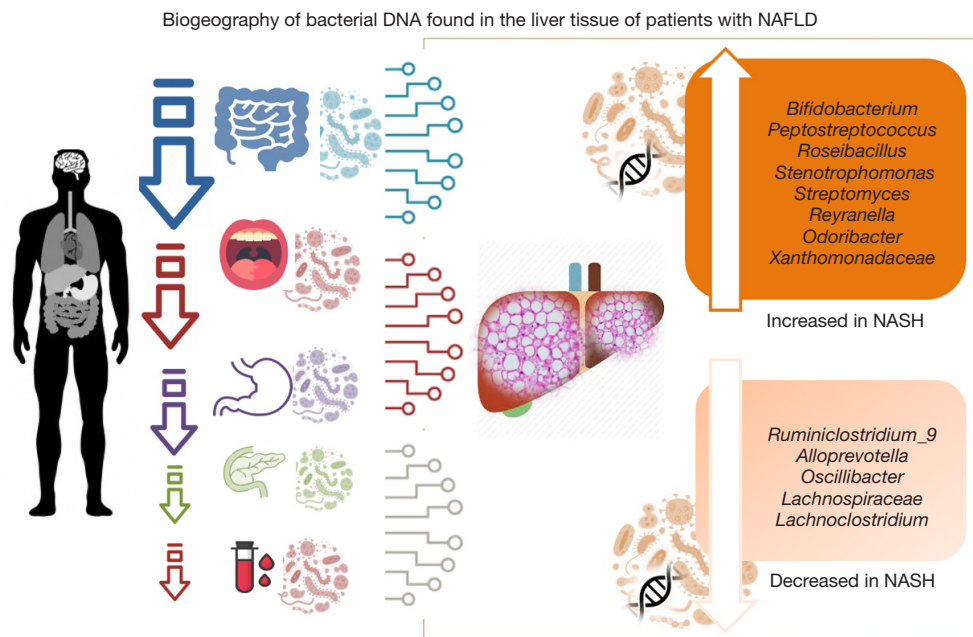 Biogeography of bacterial DNA found in the liver tissue of patients with NAFLD
Bifidobacterium
Peptostreptococcus
Roseibacillus
Stenotrophomonas
Streptomyces
Reyranella
Odoribacter
Xanthomonadaceae
Increased in NASH
Ruminiclostridium_9
Alloprevotella
Oscillibacter
Lachnospiraceae
Lachnoclostridium
Decreased in NASH